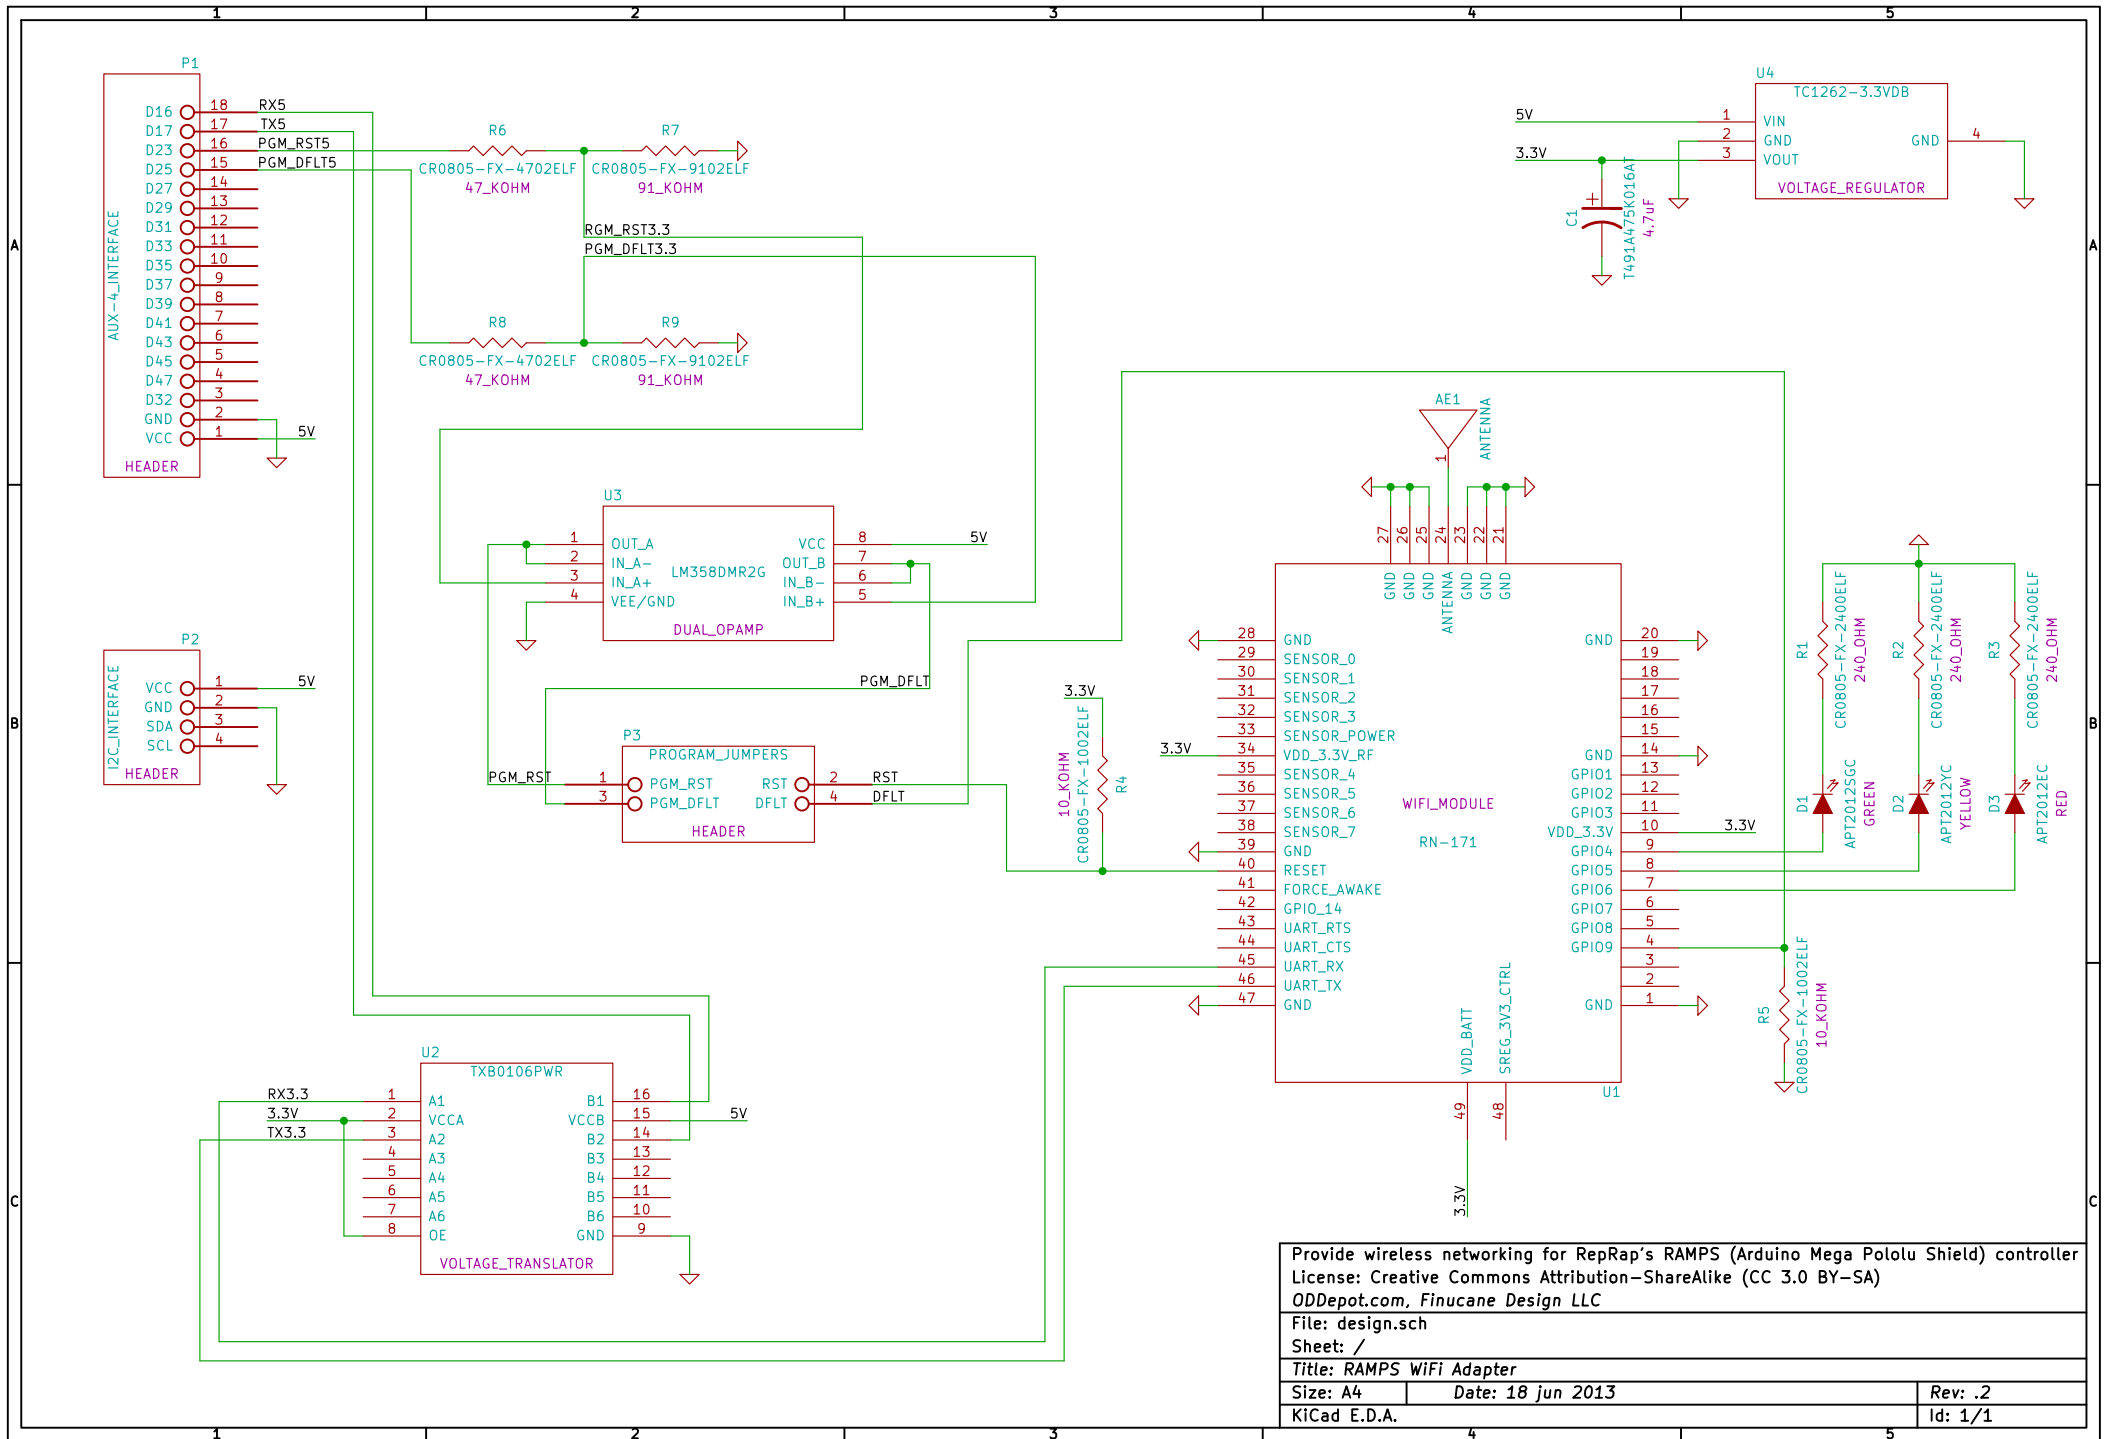 1 2 3 4 5
A
B
C
A
B
C
P1
D16 18 RX5
D17 17 TX5
D23 16 PGM_RST5
D25 15 PGM_DFLT5
D27 14
D29 13
D31 12
D33 11
D35 10
D37 9
D39 8
D41 7
D43 6
D45 5
D47 4
D32 3
GND 2
VCC 1 5V
AUX-4_INTERFACE
HEADER
R6
CR0805-FX-4702ELF
47_KOHM
R7
CR0805-FX-9102ELF
91_KOHM
RGM_RST3.3
PGM_DFLT3.3
R8
CR0805-FX-4702ELF
47_KOHM
R9
CR0805-FX-9102ELF
91_KOHM
U4
TC1262-3.3VDB
5V 1 VIN
2 GND
3.3V 3 VOUT
GND 4
VOLTAGE_REGULATOR
C1
T491A475K016AT
4.7uF
U3
1 OUT_A
2 IN_A-
3 IN_A+
4 VEE/GND
VCC 8 5V
OUT_B 7
IN_B- 6
IN_B+ 5
LM358DMR2G
DUAL_OPAMP
P2
VCC 1 5V
GND 2
SDA 3
SCL 4
I2C_INTERFACE
HEADER
PGM_DFLT
P3
PROGRAM_JUMPERS
PGM_RST 1 PGM_RST
3 PGM_DFLT
RST 2 RST
DFLT 4 DFLT
HEADER
3.3V
10_KOHM
CR0805-FX-1002ELF
R4
AE1
ANTENNA
1
27 26 25 24 23 22 21
GND GND GND ANTENNA GND GND GND
28 GND
29 SENSOR_0
30 SENSOR_1
31 SENSOR_2
32 SENSOR_3
33 SENSOR_POWER
3.3V 34 VDD_3.3V_RF
35 SENSOR_4
36 SENSOR_5
37 SENSOR_6
38 SENSOR_7
39 GND
40 RESET
41 FORCE_AWAKE
42 GPIO_14
43 UART_RTS
44 UART_CTS
45 UART_RX
46 UART_TX
47 GND
WIFI_MODULE
RN-171
GND 20
19
18
17
16
15
GND 14
GPIO1 13
GPIO2 12
GPIO3 11
VDD_3.3V 10 3.3V
GPIO4 9
GPIO5 8
GPIO6 7
GPIO7 6
GPIO8 5
GPIO9 4
3
2
GND 1
VDD_BATT
SREG_3V3_CTRL
49
48
3.3V
U1
R1
CR0805-FX-2400ELF
240_OHM
R2
CR0805-FX-2400ELF
240_OHM
R3
CR0805-FX-2400ELF
240_OHM
D1
APT2012SGC
GREEN
D2
APT2012YC
YELLOW
D3
APT2012EC
RED
R5
CR0805-FX-1002ELF
10_KOHM
U2
TXB0106PWR
RX3.3 1 A1
3.3V 2 VCCA
TX3.3 3 A2
4 A3
5 A4
6 A5
7 A6
8 OE
B1 16
VCCB 15 5V
B2 14
B3 13
B4 12
B5 11
B6 10
GND 9
VOLTAGE_TRANSLATOR
Provide wireless networking for RepRap's RAMPS (Arduino Mega Pololu Shield) controller
License: Creative Commons Attribution-ShareAlike (CC 3.0 BY-SA)
ODDepot.com, Finucane Design LLC
File: design.sch
Sheet: /
Title: RAMPS WiFi Adapter
Size: A4 Date: 18 jun 2013 Rev: .2
KiCad E.D.A. Id: 1/1
1 2 3 4 5